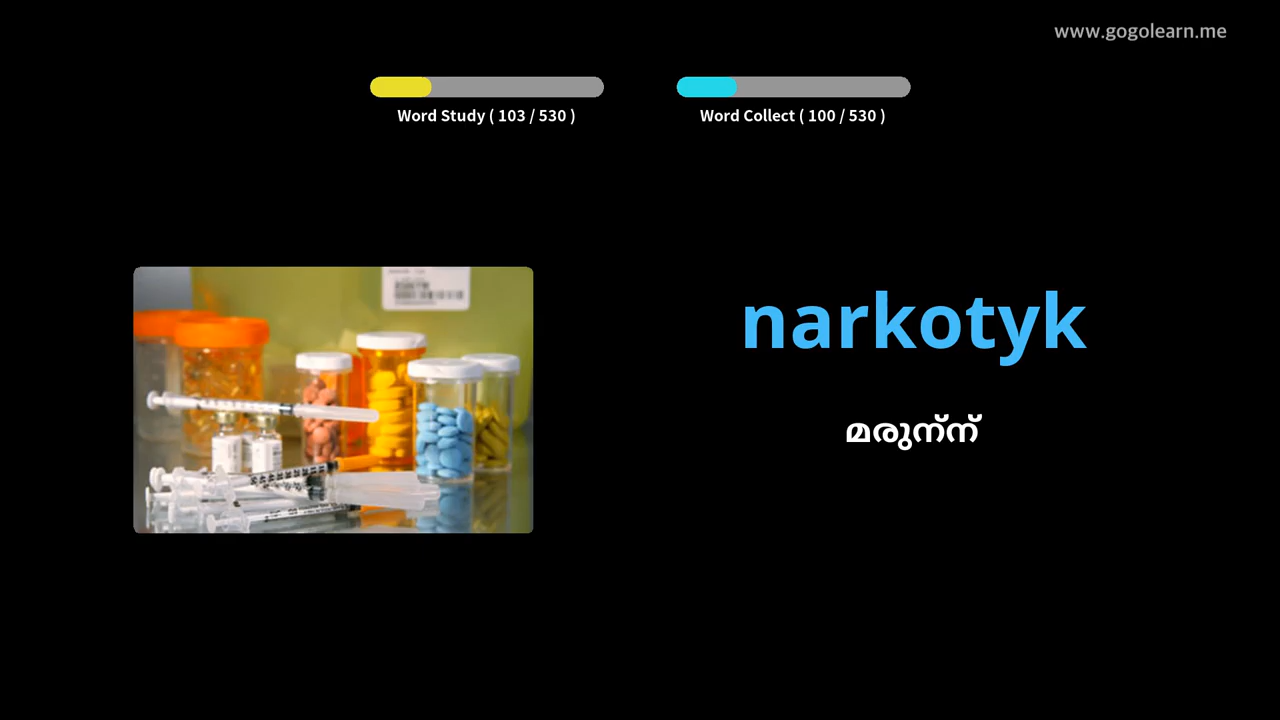 www.gogolearn.me
Word Study ( 103 / 530 )
Word Collect ( 100 / 530 )
narkotyk
മരുന്ന്